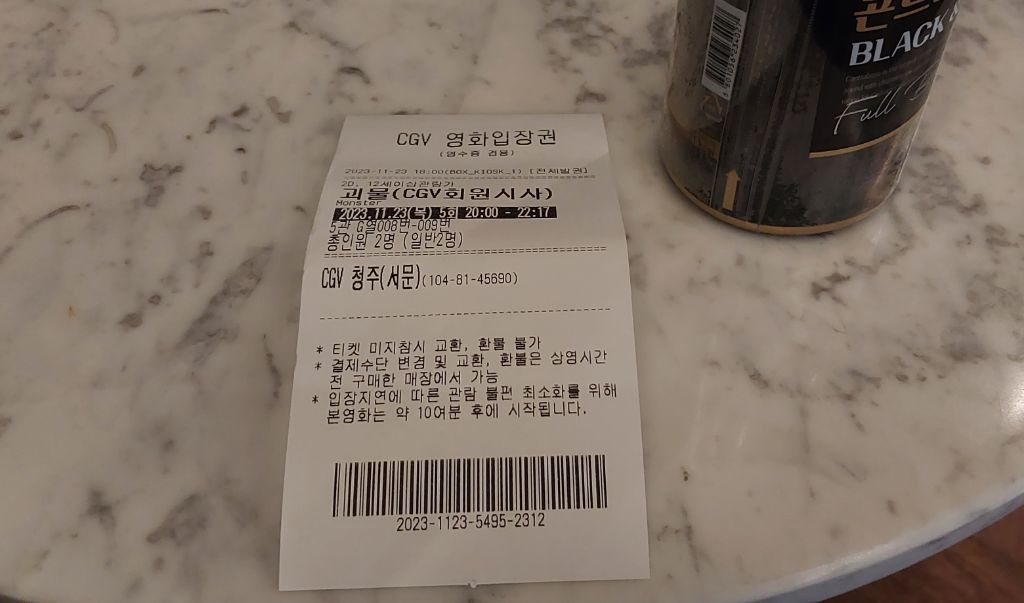 CGV 영화입장권
(영수증 겸용)
2023-11-23 18:00(BOX_KIOSK_1) [전체발권]
2D, 12세이상관람가
괴물(CGV회원시사)
Monster
2023.11.23(목) 5회 20:00 - 22:17
5관 G열008번-009번
총인원 2명 (일반2명)
CGV 청주(서문)(104-81-45690)
* 티켓 미지참시 교환, 환불 불가
* 결제수단 변경 및 교환, 환불은 상영시간
전 구매한 매장에서 가능
* 입장지연에 따른 관람 불편 최소화를 위해
본영화는 약 10여분 후에 시작됩니다.
2023-1123-5495-2312
BLACK
Full